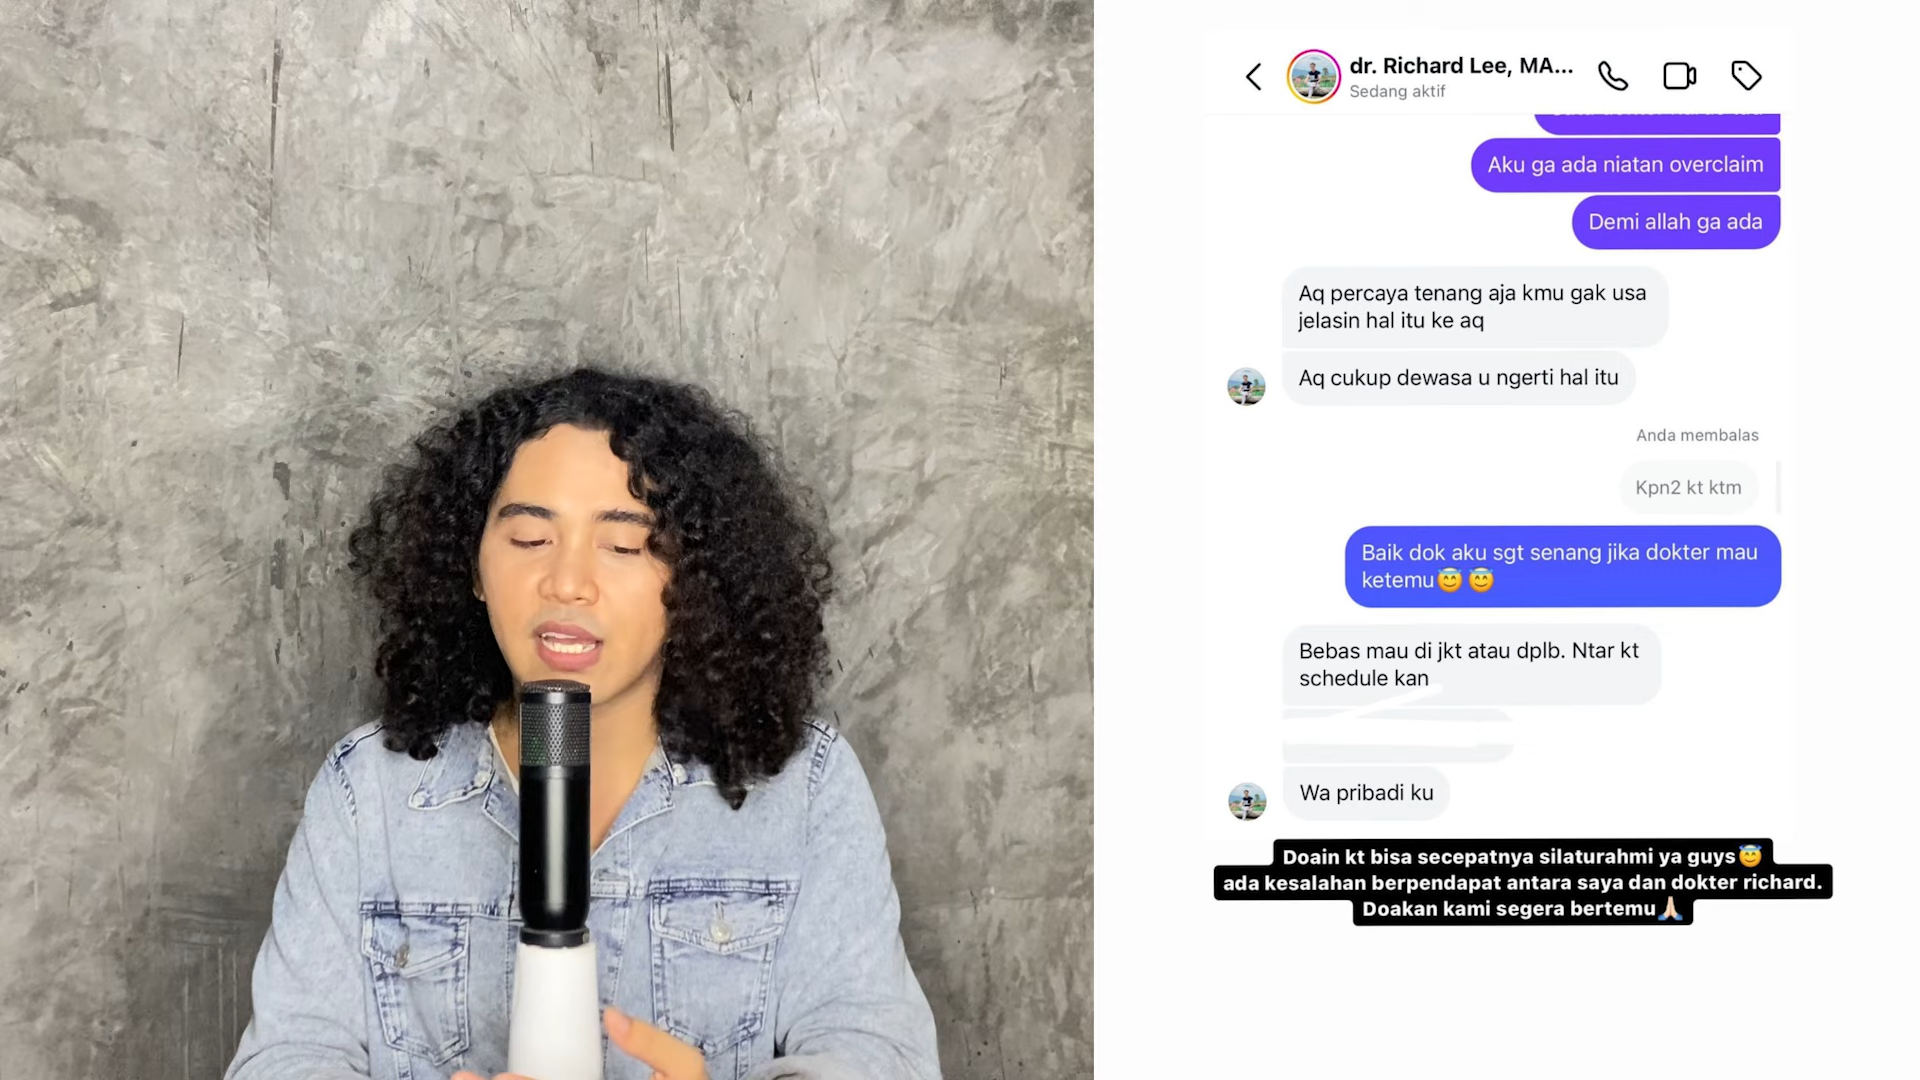 dr. Richard Lee, MA...
Sedang aktif
Aku ga ada niatan overclaim
Demi allah ga ada
Aq percaya tenang aja kmu gak usa
jelasin hal itu ke aq
Aq cukup dewasa u ngerti hal itu
Anda membalas
Kpn2 kt ktm
Baik dok aku sgt senang jika dokter mau
ketemu😇 😇
Bebas mau di jkt atau dplb. Ntar kt
schedule kan
Wa pribadi ku
Doain kt bisa secepatnya silaturahmi ya guys😇
ada kesalahan berpendapat antara saya dan dokter richard.
Doakan kami segera bertemu🙏🏻